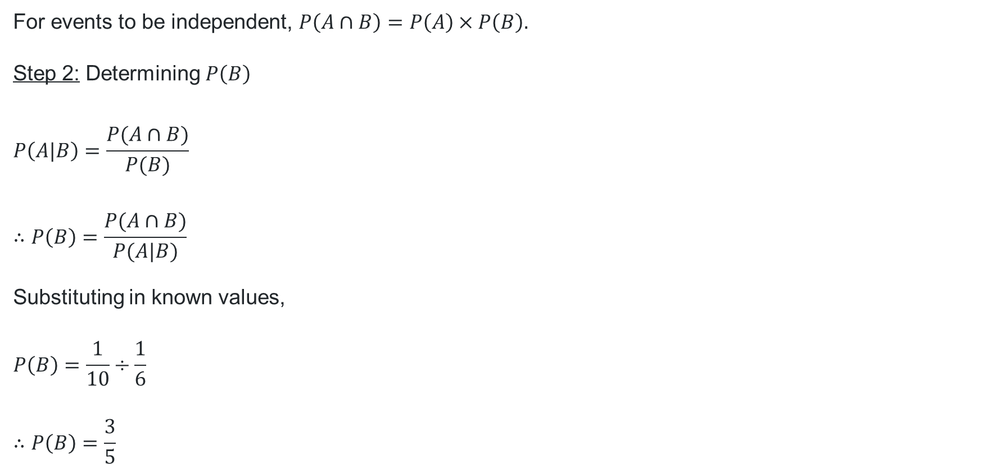 For events to be independent, P(A ∩ B) = P(A) × P(B).
Step 2: Determining P(B)
P(A|B) = P(A ∩ B) / P(B)
∴ P(B) = P(A ∩ B) / P(A|B)
Substituting in known values,
P(B) = 1/10 ÷ 1/6
∴ P(B) = 3/5